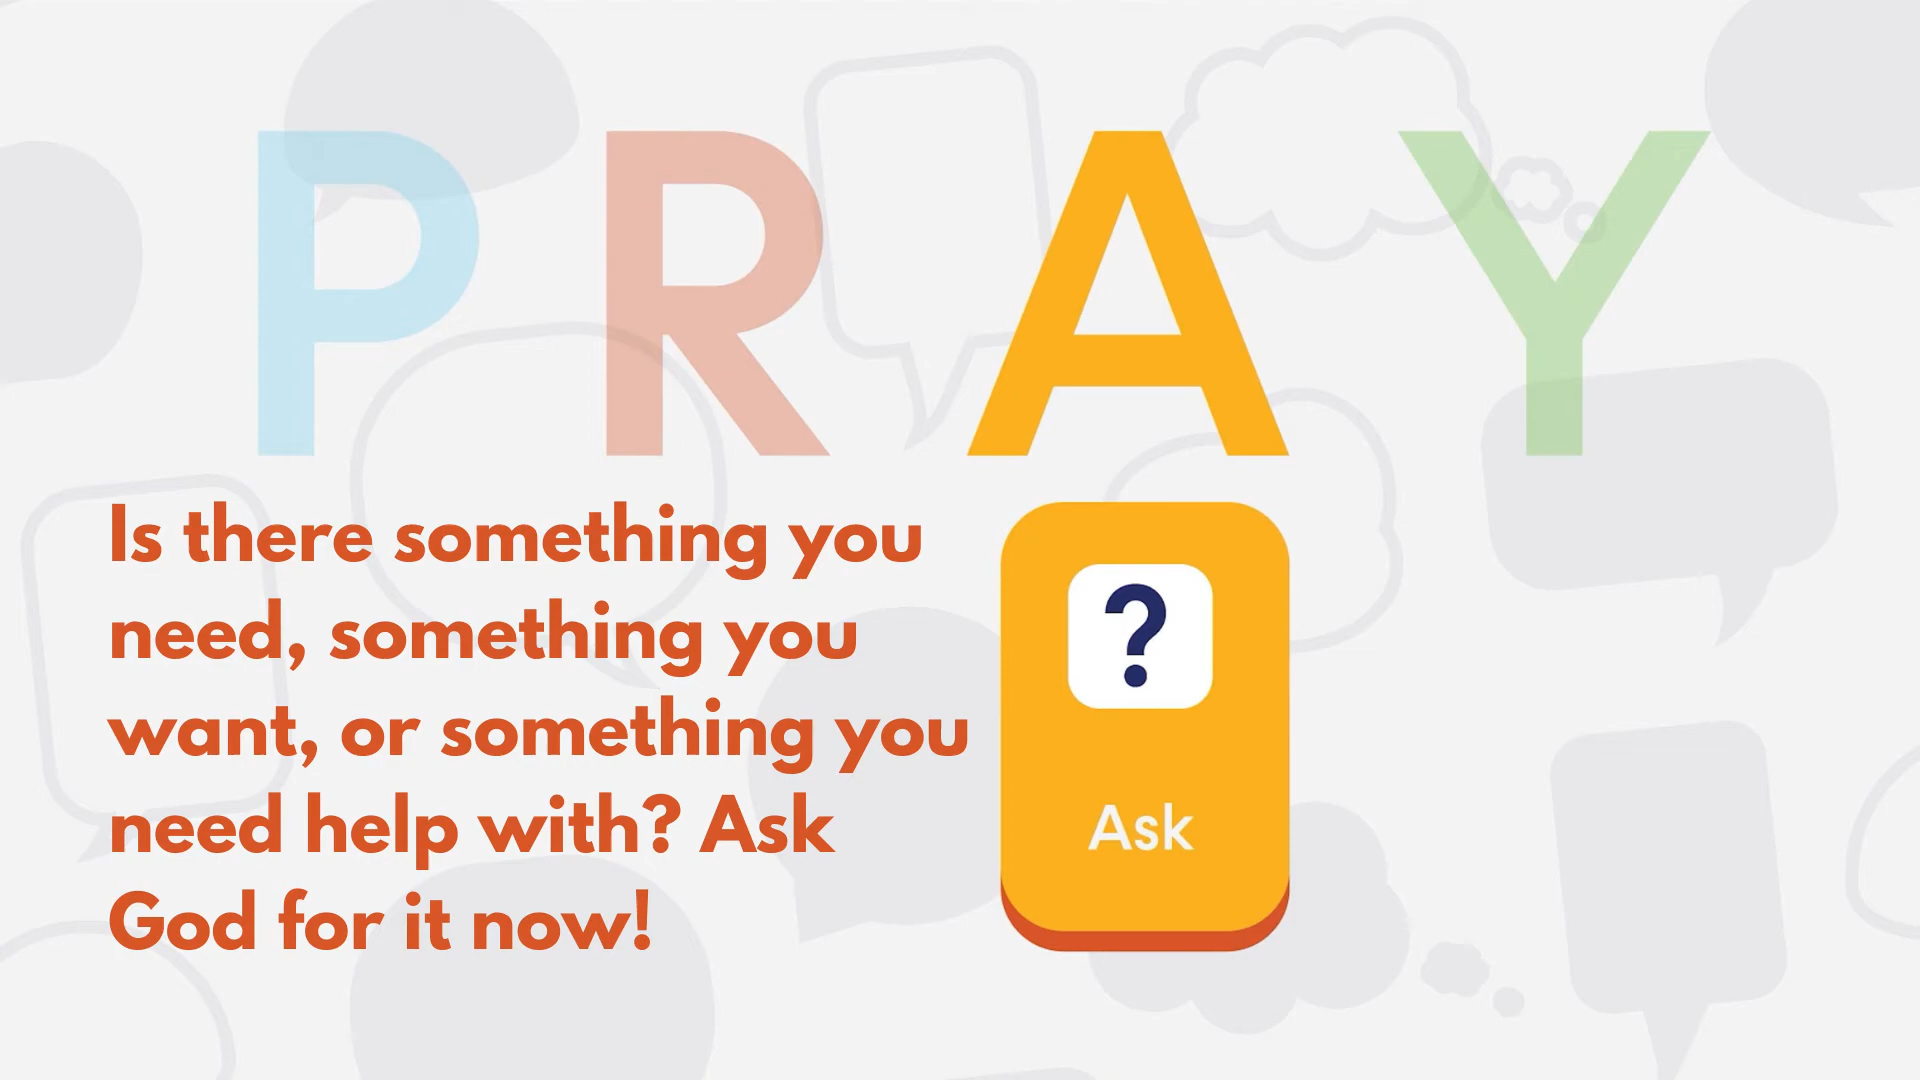 PRAY
Is there something you
need, something you
want, or something you
need help with? Ask
God for it now!
?
Ask